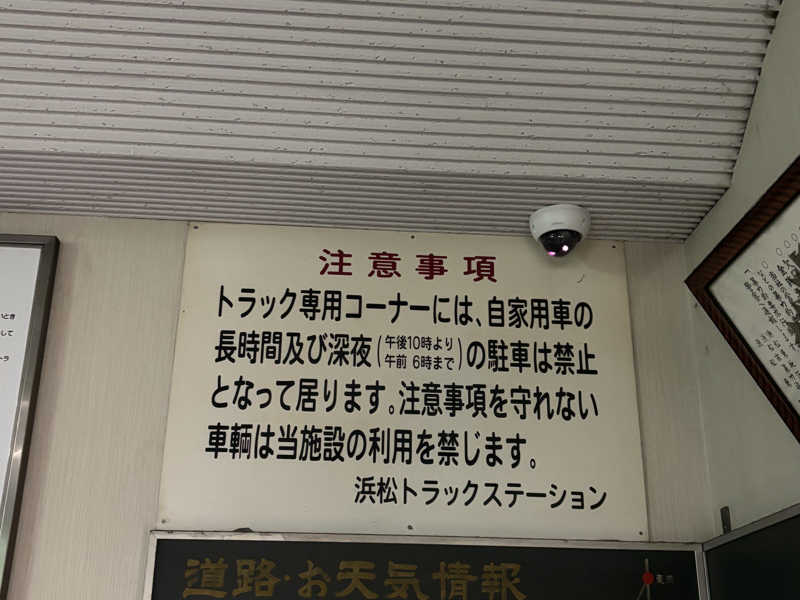 注意事項
トラック専用コーナーには、自家用車の
長時間及び深夜(午後10時より午前 6時まで)の駐車は禁止
となって居ります。注意事項を守れない
車輌は当施設の利用を禁じます。
浜松トラックステーション
道路・お天気情報